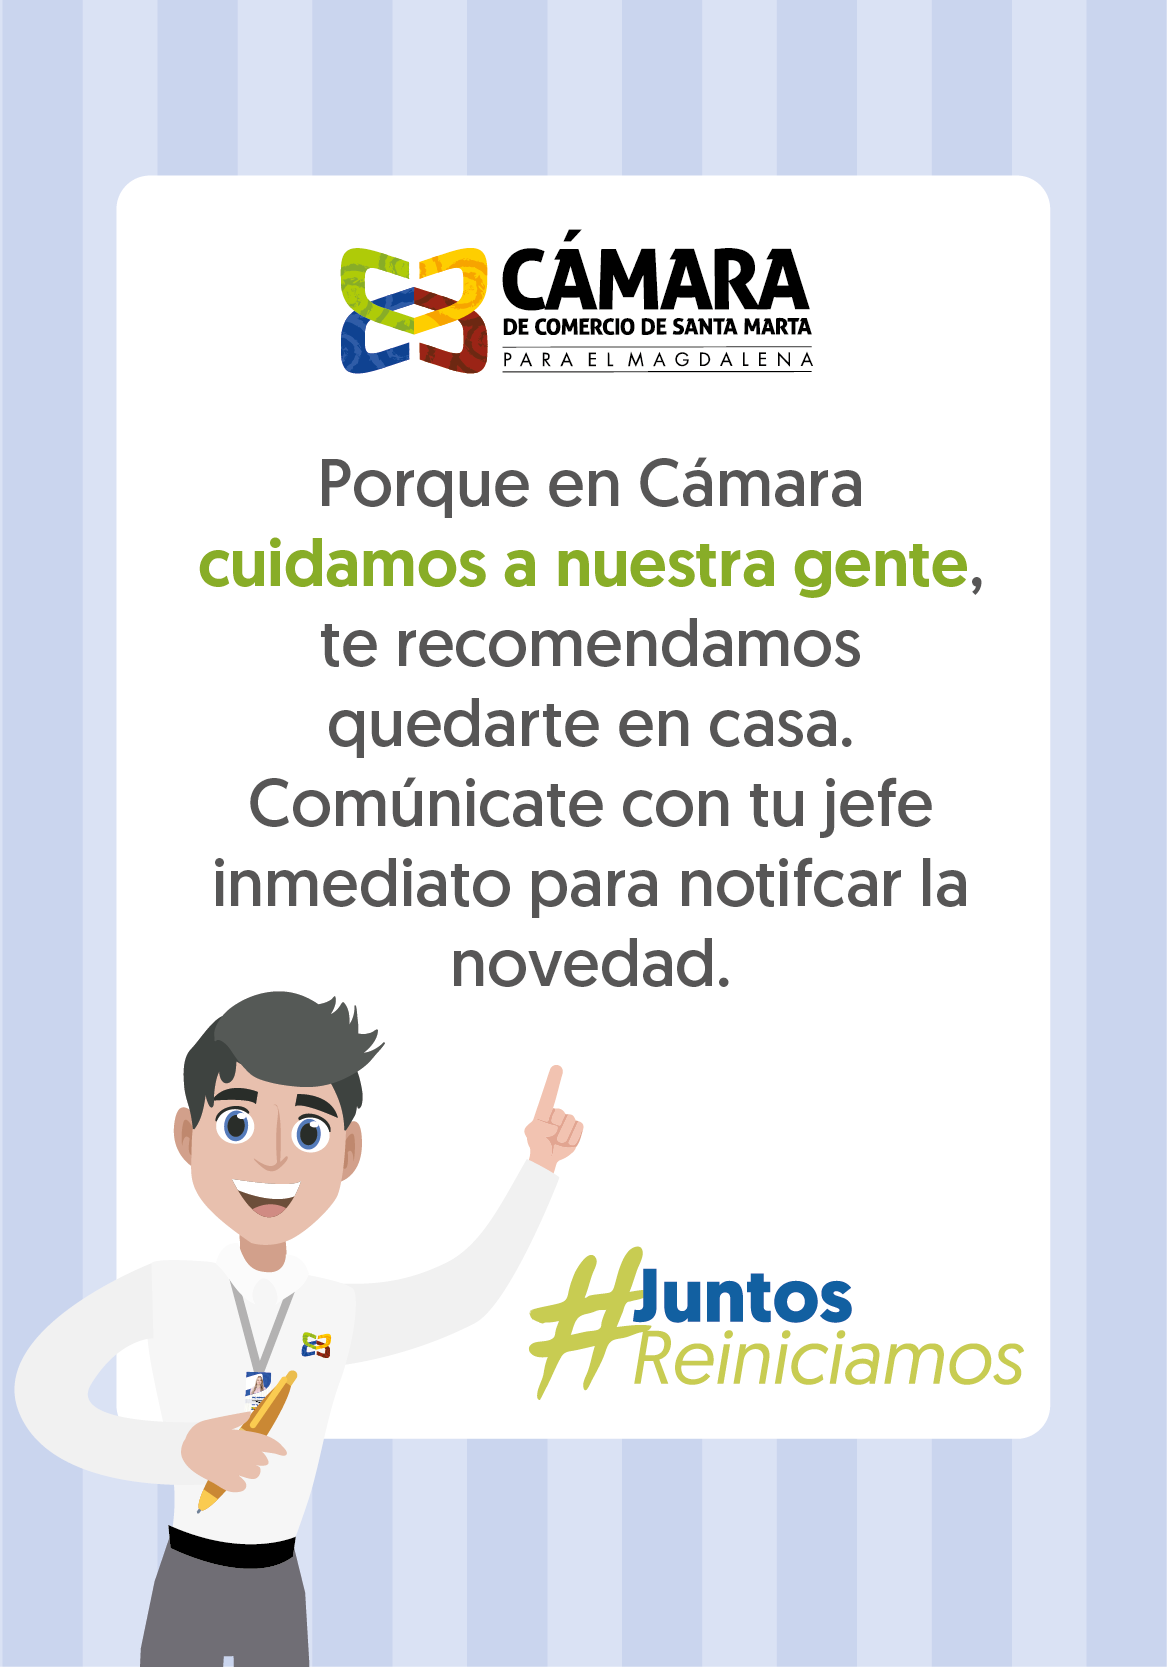 CÁMARA
DE COMERCIO DE SANTA MARTA
PARA EL MAGDALENA
Porque en Cámara
cuidamos a nuestra gente,
te recomendamos
quedarte en casa.
Comúnicate con tu jefe
inmediato para notifcar la
novedad.
#Juntos
Reiniciamos